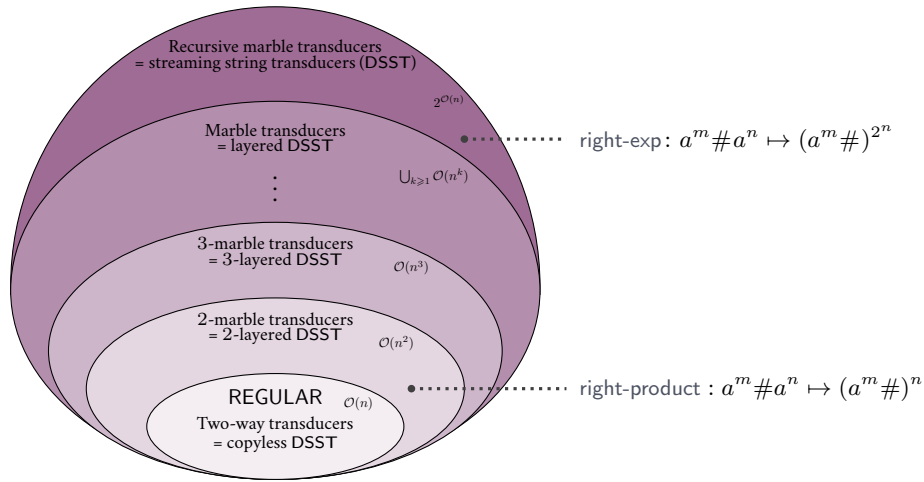 Recursive marble transducers
= streaming string transducers (DSST)
2^{𝒪(n)}
right-exp: a^m#a^n ↦ (a^m#)^{2^n}
Marble transducers
= layered DSST
⋃_{k⩾1} 𝒪(n^k)
⋮
3-marble transducers
= 3-layered DSST
𝒪(n^3)
2-marble transducers
= 2-layered DSST
𝒪(n^2)
right-product : a^m#a^n ↦ (a^m#)^n
REGULAR
𝒪(n)
Two-way transducers
= copyless DSST